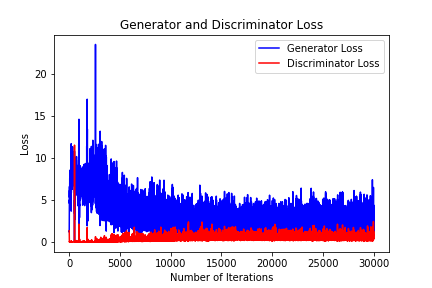 Generator and Discriminator Loss
Generator Loss
Discriminator Loss
Loss
20
15
10
5
0
0 5000 10000 15000 20000 25000 30000
Number of Iterations